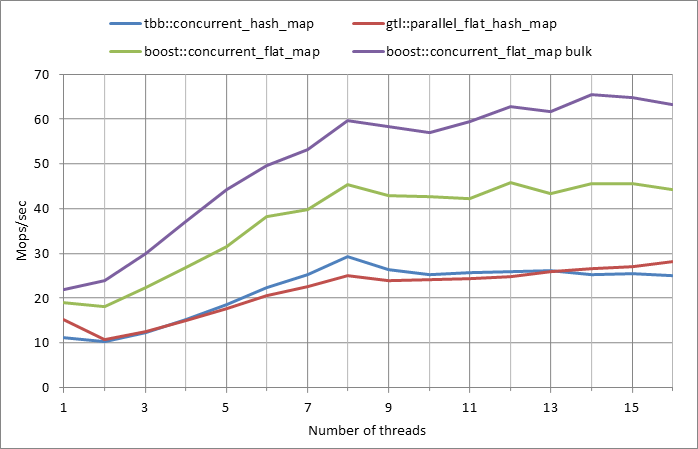 tbb::concurrent_hash_map gtl::parallel_flat_hash_map
boost::concurrent_flat_map boost::concurrent_flat_map bulk
70
60
50
40
30
20
10
0
Mops/sec
1 3 5 7 9 11 13 15
Number of threads